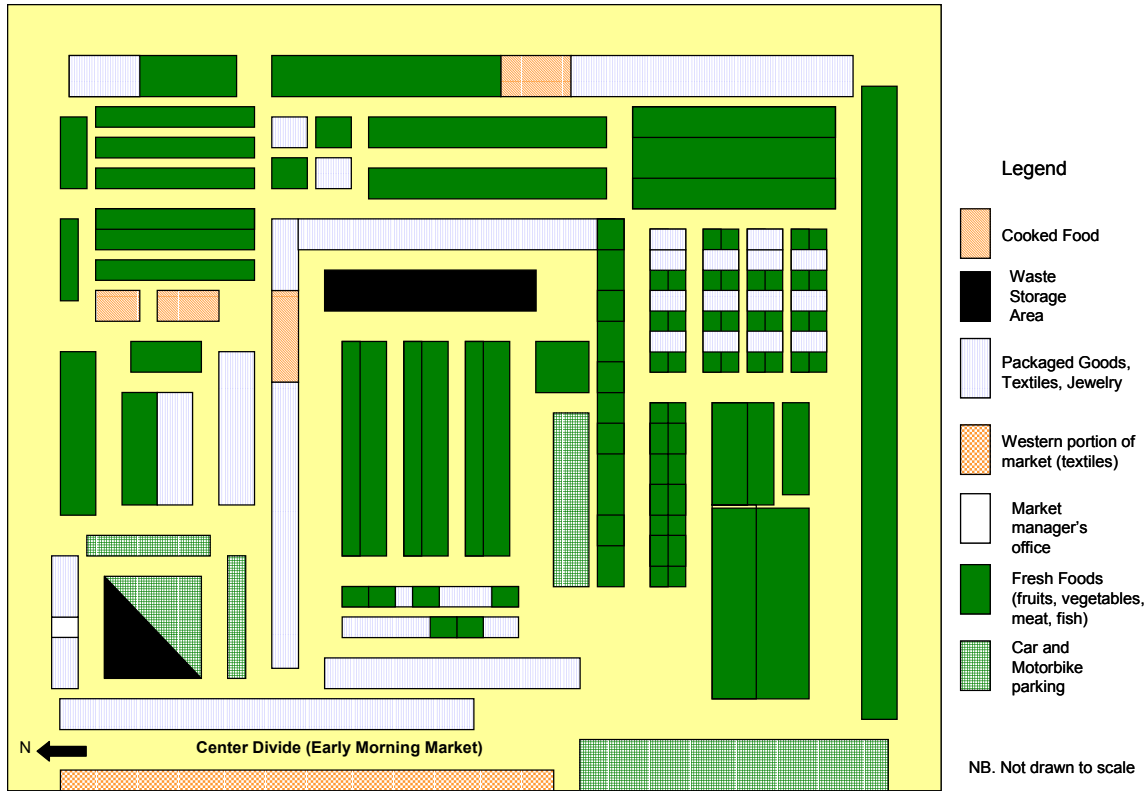 Legend
Cooked Food
Waste
Storage
Area
Packaged Goods,
Textiles, Jewelry
Western portion of
market (textiles)
Market
manager's
office
Fresh Foods
(fruits, vegetables,
meat, fish)
Car and
Motorbike
parking
N
Center Divide (Early Morning Market)
NB. Not drawn to scale